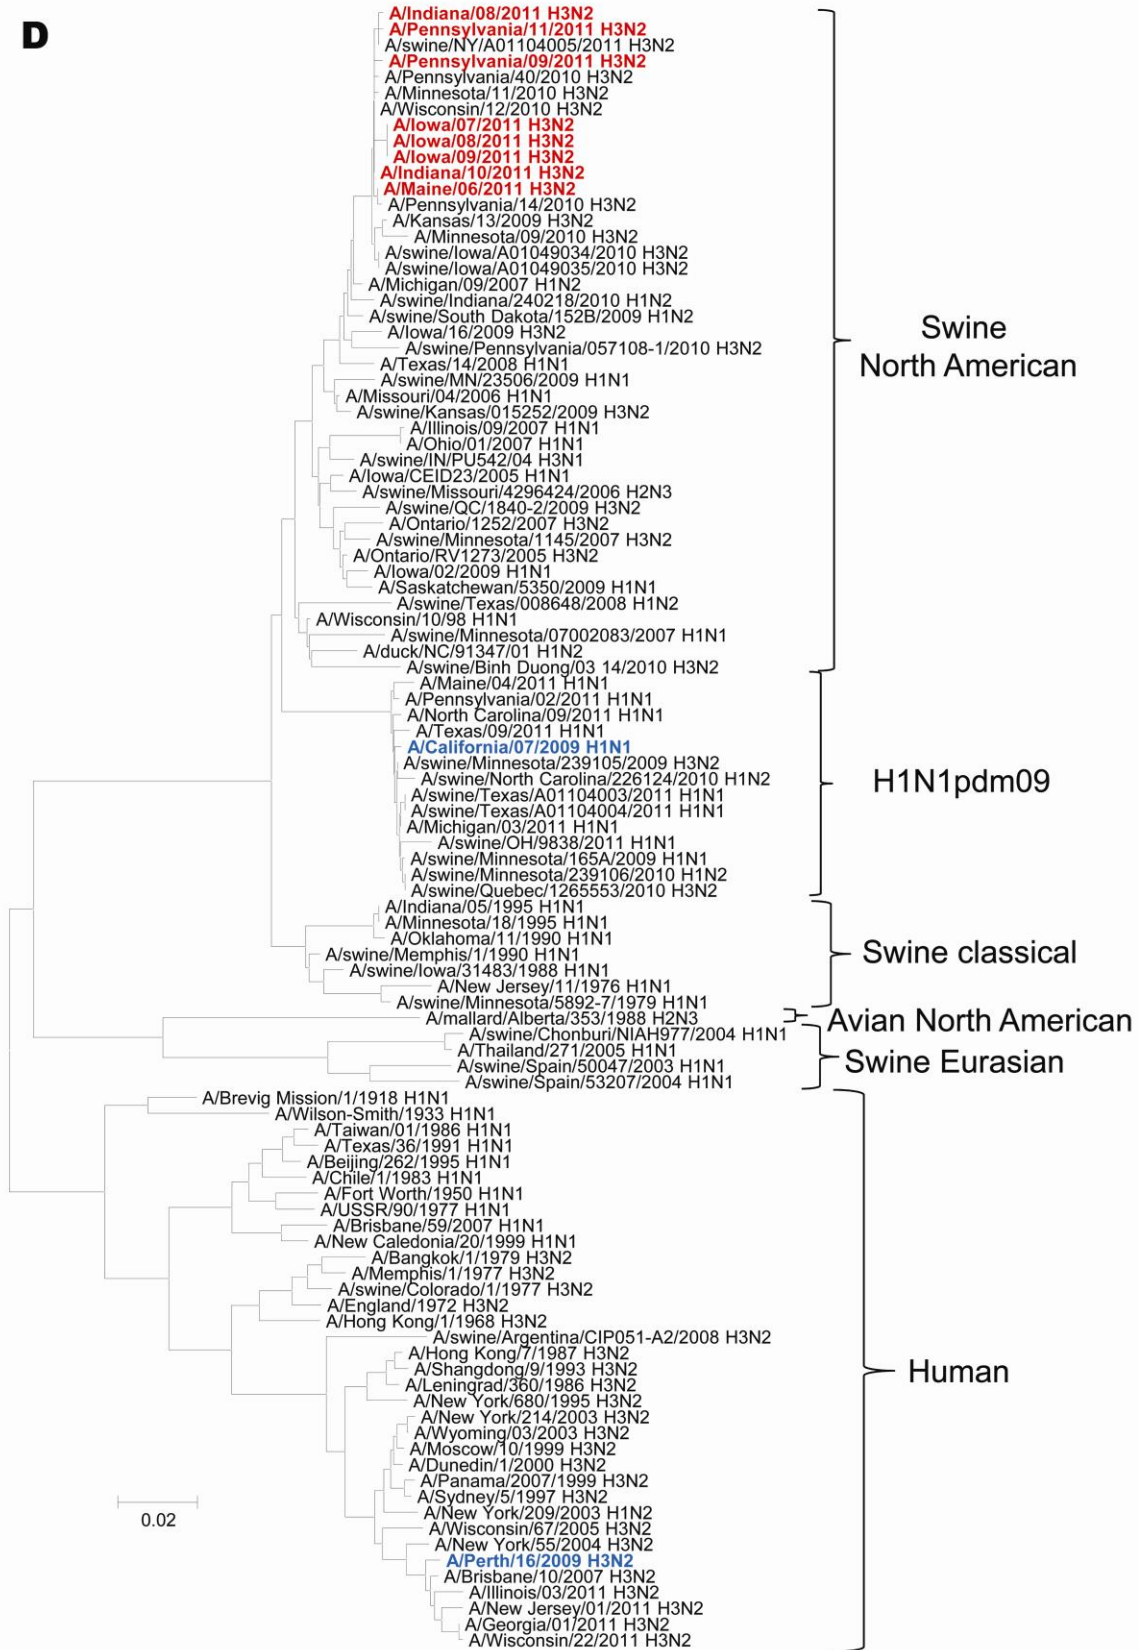 D
A/Indiana/08/2011 H3N2
A/Pennsylvania/11/2011 H3N2
A/swine/NY/A01104005/2011 H3N2
A/Pennsylvania/09/2011 H3N2
A/Pennsylvania/40/2010 H3N2
A/Minnesota/11/2010 H3N2
A/Wisconsin/12/2010 H3N2
A/Iowa/07/2011 H3N2
A/Iowa/08/2011 H3N2
A/Iowa/09/2011 H3N2
A/Indiana/10/2011 H3N2
A/Maine/06/2011 H3N2
A/Pennsylvania/14/2010 H3N2
A/Kansas/13/2009 H3N2
A/Minnesota/09/2010 H3N2
A/swine/Iowa/A01049034/2010 H3N2
A/swine/Iowa/A01049035/2010 H3N2
A/Michigan/09/2007 H1N2
A/swine/Indiana/240218/2010 H1N2
A/swine/South Dakota/152B/2009 H1N2
A/Iowa/16/2009 H3N2
A/swine/Pennsylvania/057108-1/2010 H3N2
A/Texas/14/2008 H1N1
A/swine/MN/23506/2009 H1N1
A/Missouri/04/2006 H1N1
A/swine/Kansas/015252/2009 H3N2
A/Illinois/09/2007 H1N1
A/Ohio/01/2007 H1N1
A/swine/IN/PU542/04 H3N1
A/Iowa/CEID23/2005 H1N1
A/swine/Missouri/4296424/2006 H2N3
A/swine/QC/1840-2/2009 H3N2
A/Ontario/1252/2007 H3N2
A/swine/Minnesota/1145/2007 H3N2
A/Ontario/RV1273/2005 H3N2
A/Iowa/02/2009 H1N1
A/Saskatchewan/5350/2009 H1N1
A/swine/Texas/008648/2008 H1N2
A/Wisconsin/10/98 H1N1
A/swine/Minnesota/07002083/2007 H1N1
A/duck/NC/91347/01 H1N2
A/swine/Binh Duong/03 14/2010 H3N2
Swine
North American
A/Maine/04/2011 H1N1
A/Pennsylvania/02/2011 H1N1
A/North Carolina/09/2011 H1N1
A/Texas/09/2011 H1N1
A/California/07/2009 H1N1
A/swine/Minnesota/239105/2009 H3N2
A/swine/North Carolina/226124/2010 H1N2
A/swine/Texas/A01104003/2011 H1N1
A/swine/Texas/A01104004/2011 H1N1
A/Michigan/03/2011 H1N1
A/swine/OH/9838/2011 H1N1
A/swine/Minnesota/165A/2009 H1N1
A/swine/Minnesota/239106/2010 H1N2
A/swine/Quebec/1265553/2010 H3N2
H1N1pdm09
A/Indiana/05/1995 H1N1
A/Minnesota/18/1995 H1N1
A/Oklahoma/11/1990 H1N1
A/swine/Memphis/1/1990 H1N1
A/swine/Iowa/31483/1988 H1N1
A/New Jersey/11/1976 H1N1
A/swine/Minnesota/5892-7/1979 H1N1
Swine classical
A/mallard/Alberta/353/1988 H2N3
Avian North American
A/swine/Chonburi/NIAH977/2004 H1N1
A/Thailand/271/2005 H1N1
A/swine/Spain/50047/2003 H1N1
A/swine/Spain/53207/2004 H1N1
Swine Eurasian
A/Brevig Mission/1/1918 H1N1
A/Wilson-Smith/1933 H1N1
A/Taiwan/01/1986 H1N1
A/Texas/36/1991 H1N1
A/Beijing/262/1995 H1N1
A/Chile/1/1983 H1N1
A/Fort Worth/1950 H1N1
A/USSR/90/1977 H1N1
A/Brisbane/59/2007 H1N1
A/New Caledonia/20/1999 H1N1
A/Bangkok/1/1979 H3N2
A/Memphis/1/1977 H3N2
A/swine/Colorado/1/1977 H3N2
A/England/1972 H3N2
A/Hong Kong/1/1968 H3N2
A/swine/Argentina/CIP051-A2/2008 H3N2
A/Hong Kong/7/1987 H3N2
A/Shangdong/9/1993 H3N2
A/Leningrad/360/1986 H3N2
A/New York/680/1995 H3N2
A/New York/214/2003 H3N2
A/Wyoming/03/2003 H3N2
A/Moscow/10/1999 H3N2
A/Dunedin/1/2000 H3N2
A/Panama/2007/1999 H3N2
A/Sydney/5/1997 H3N2
A/New York/209/2003 H1N2
A/Wisconsin/67/2005 H3N2
A/New York/55/2004 H3N2
A/Perth/16/2009 H3N2
A/Brisbane/10/2007 H3N2
A/Illinois/03/2011 H3N2
A/New Jersey/01/2011 H3N2
A/Georgia/01/2011 H3N2
A/Wisconsin/22/2011 H3N2
Human
0.02